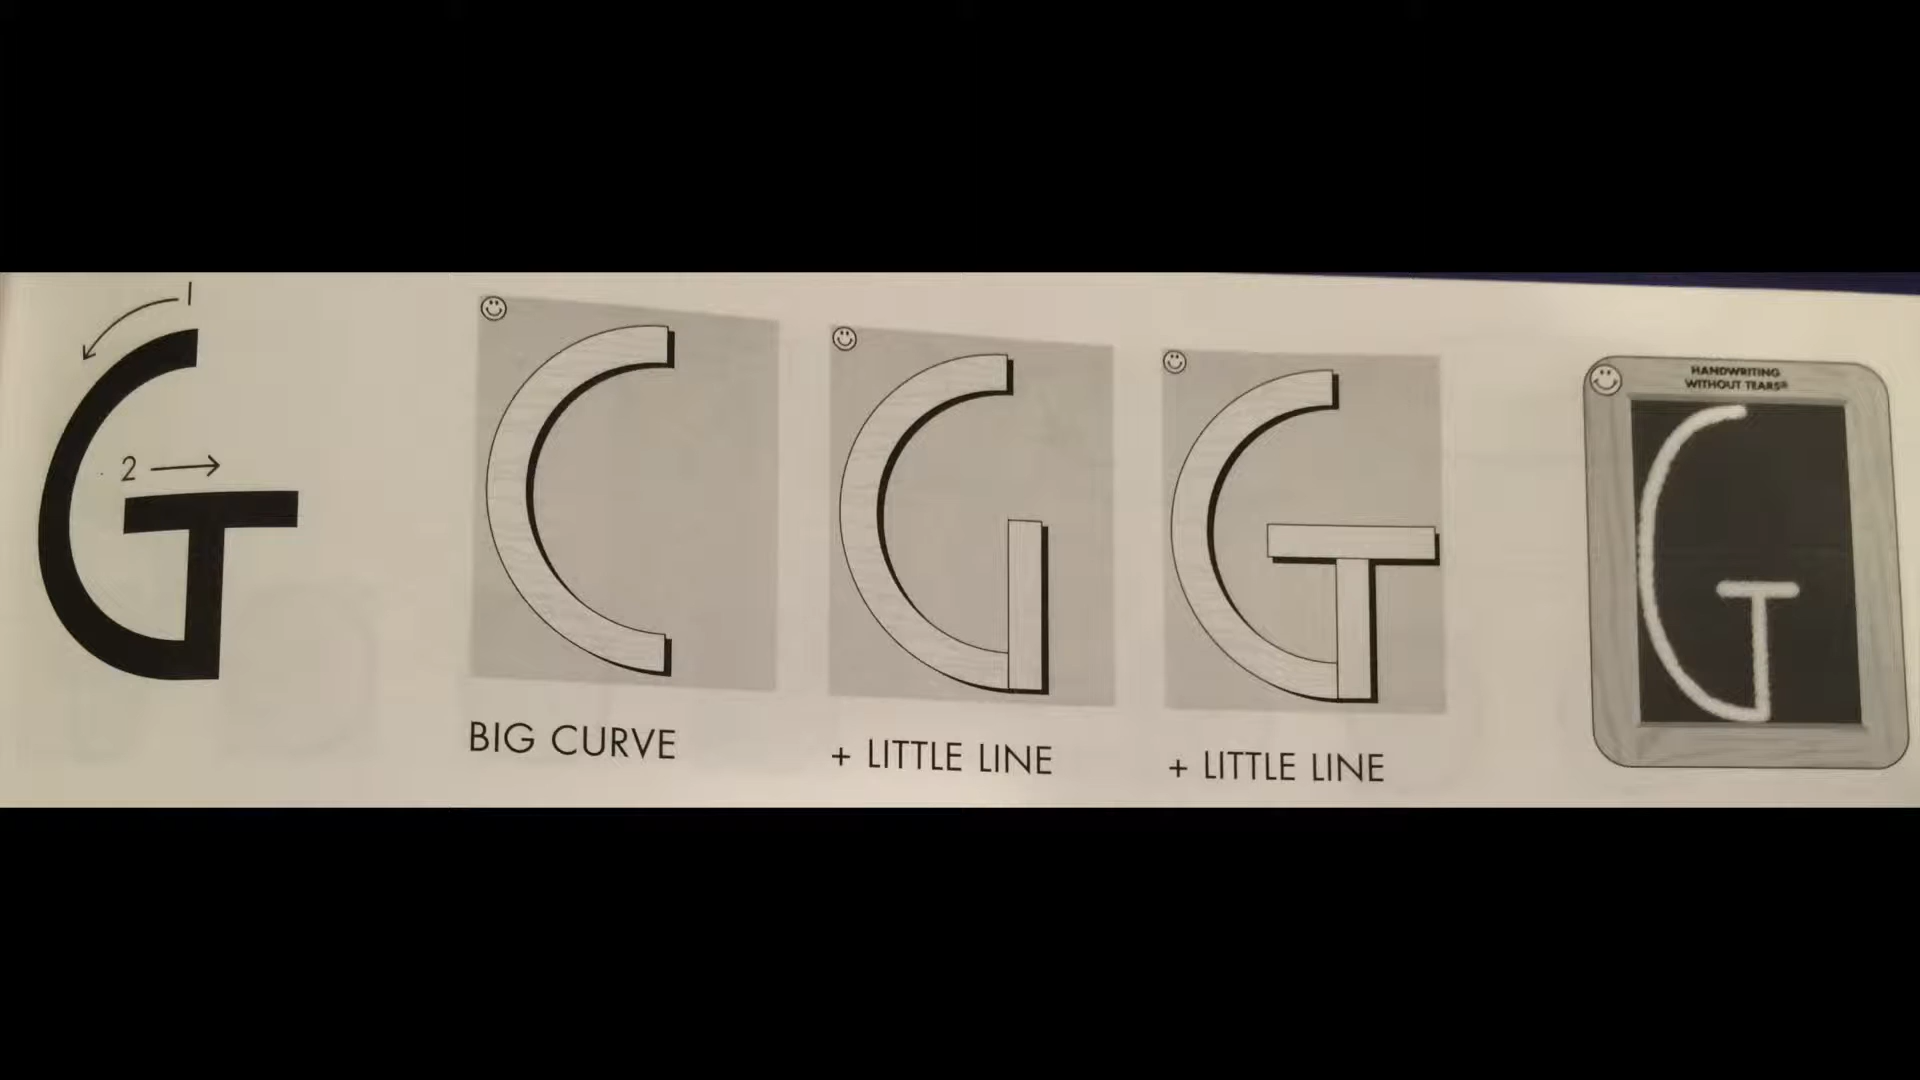 1
2
G
BIG CURVE
+ LITTLE LINE
+ LITTLE LINE
HANDWRITING
WITHOUT TEARS®
G